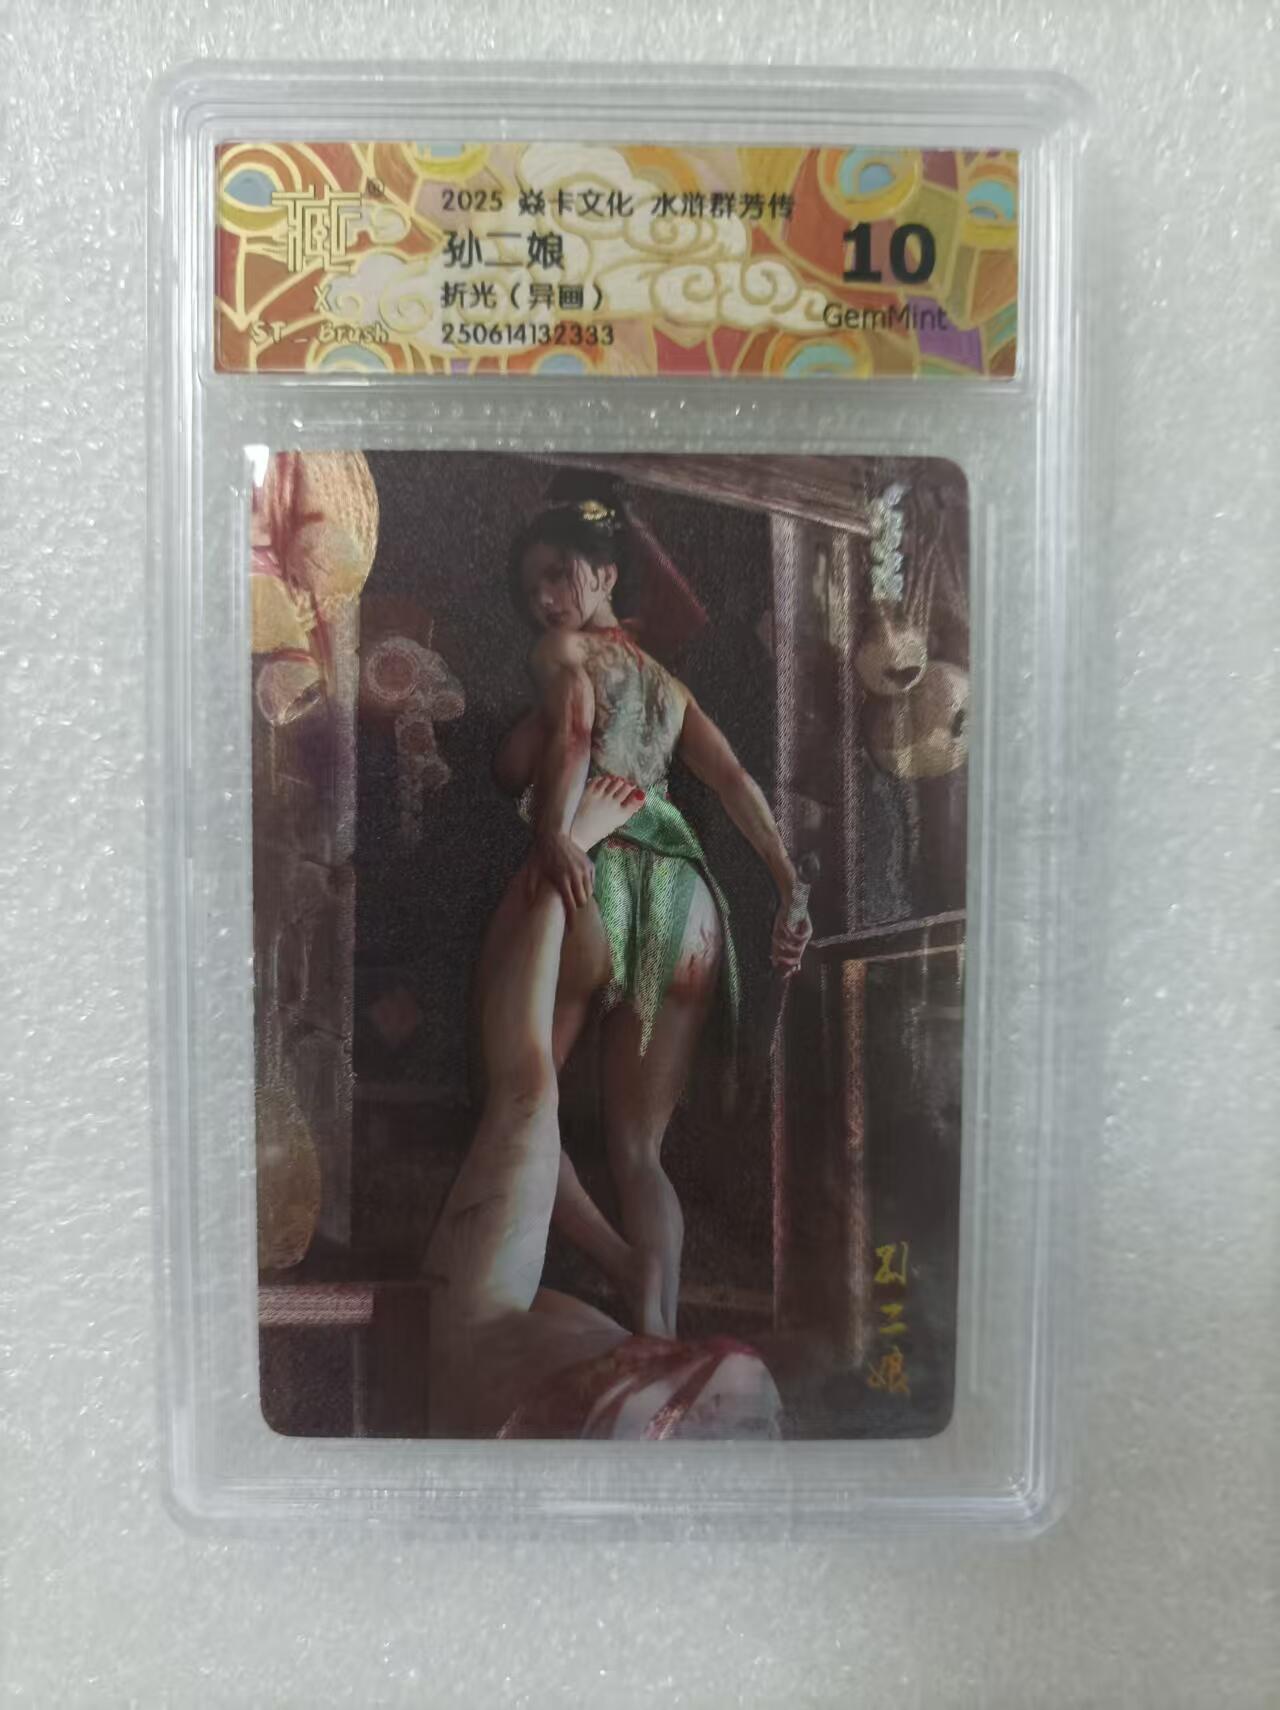 藏®
X
ST_Brush
2025 焱卡文化 水浒群芳传
孙二娘
折光（异画）
250614132333
10
GemMint
孙二娘